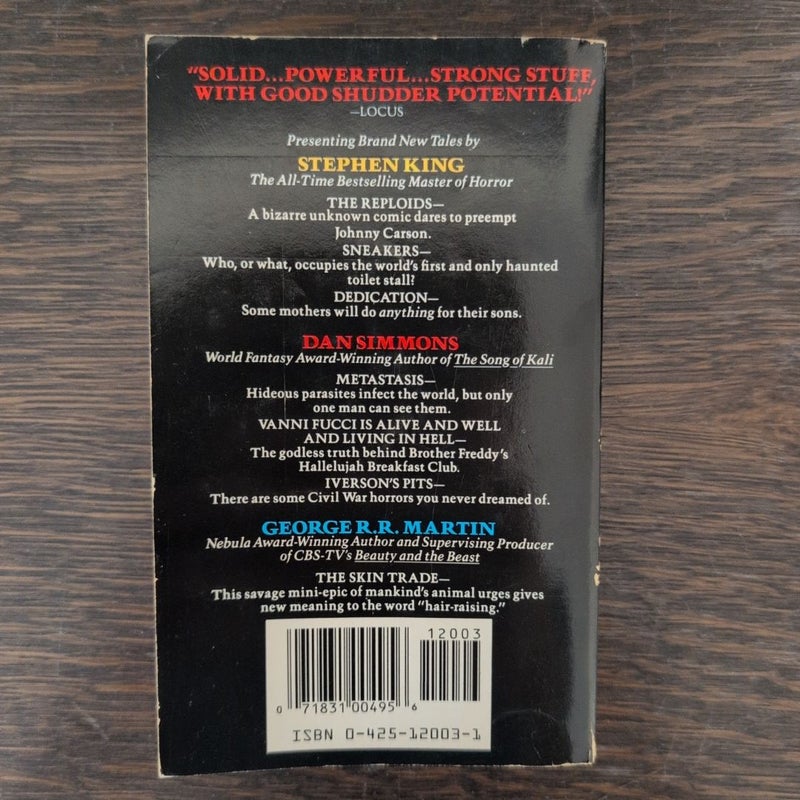 "SOLID...POWERFUL...STRONG STUFF,
WITH GOOD SHUDDER POTENTIAL!"
—LOCUS
Presenting Brand New Tales by
STEPHEN KING
The All-Time Bestselling Master of Horror
THE REPLOIDS—
A bizarre unknown comic dares to preempt
Johnny Carson.
SNEAKERS—
Who, or what, occupies the world's first and only haunted
toilet stall?
DEDICATION—
Some mothers will do anything for their sons.
DAN SIMMONS
World Fantasy Award-Winning Author of The Song of Kali
METASTASIS—
Hideous parasites infect the world, but only
one man can see them.
VANNI FUCCI IS ALIVE AND WELL
AND LIVING IN HELL—
The godless truth behind Brother Freddy's
Hallelujah Breakfast Club.
IVERSON'S PITS—
There are some Civil War horrors you never dreamed of.
GEORGE R.R. MARTIN
Nebula Award-Winning Author and Supervising Producer
of CBS-TV's Beauty and the Beast
THE SKIN TRADE—
This savage mini-epic of mankind's animal urges gives
new meaning to the word "hair-raising."
12003
0 71831 00495 6
ISBN 0-425-12003-1